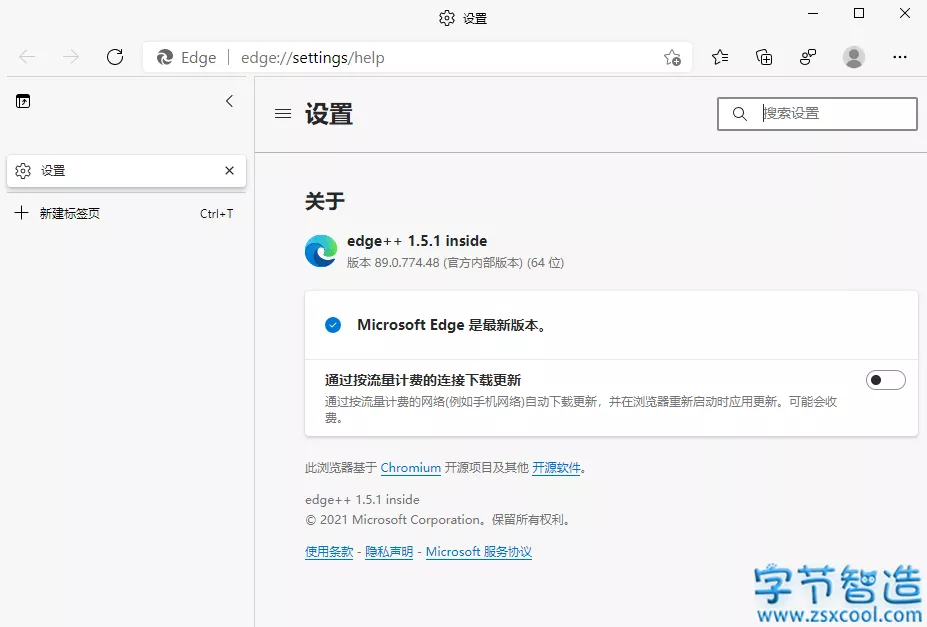 设置
Edge | edge://settings/help
设置
搜索设置
设置
新建标签页 Ctrl+T
关于
edge++ 1.5.1 inside
版本 89.0.774.48 (官方内部版本) (64 位)
Microsoft Edge 是最新版本。
通过按流量计费的连接下载更新
通过按流量计费的网络(例如手机网络)自动下载更新，并在浏览器重新启动时应用更新。可能会收
费。
此浏览器基于 Chromium 开源项目及其他 开源软件。
edge++ 1.5.1 inside
© 2021 Microsoft Corporation。保留所有权利。
使用条款 - 隐私声明 - Microsoft 服务协议
字节智造
www.zsxcool.com